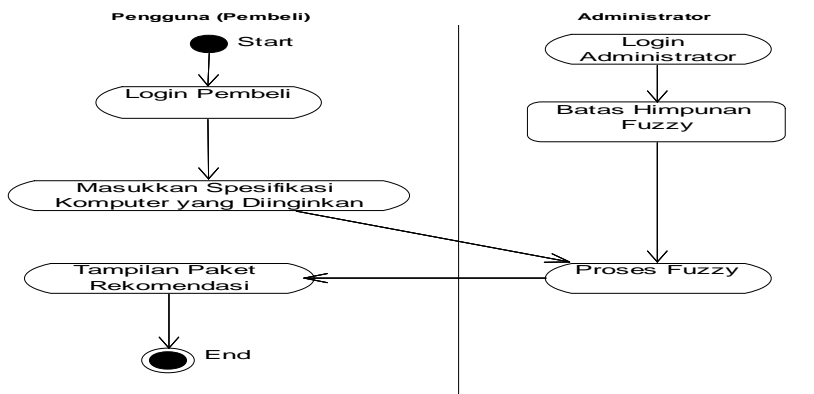 Pengguna (Pembeli)
Start
Login Pembeli
Masukkan Spesifikasi
Komputer yang Diinginkan
Tampilan Paket
Rekomendasi
End
Administrator
Login
Administrator
Batas Himpunan
Fuzzy
Proses Fuzzy